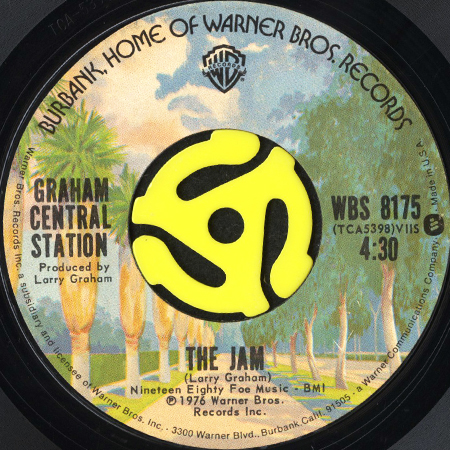 BURBANK, HOME OF WARNER BROS. RECORDS
WB
RECORDS
GRAHAM
CENTRAL
STATION
Produced by
Larry Graham
WBS 8175
(TCA5398)V11S
4:30
THE JAM
(Larry Graham)
Nineteen Eighty Foe Music - BMI
℗ 1976 Warner Bros.
Records Inc.
Warner Bros. Records Inc. a subsidiary and licensee of Warner Bros. Inc. · 3300 Warner Blvd., Burbank Calif. 91505 · a Warner Communications Company · Made in U.S.A.